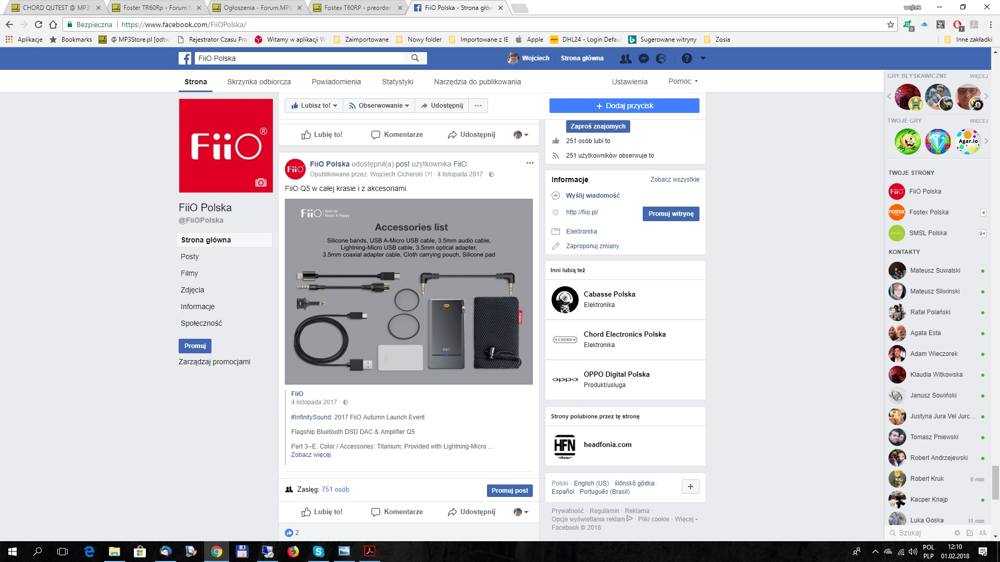 CHORD QUTEST @ MP3S
Foster TR60Rp - Forum.M
Ogłoszenia - Forum.MP3
Fostex T60RP - preorder
FiiO Polska - Strona głów
wojtek
Bezpieczna
https://www.facebook.com/FiiOPolska/
Aplikacje
Bookmarks
@ MP3Store.pl [odtw
Rejestrator Czasu Pra
Witamy w aplikacji W
Zaimportowane
Nowy folder
Importowane z IE
Apple
DHL24 - Login Defau
Sugerowane witryny
Zosia
Inne zakładki
FiiO Polska
Wojciech
Strona główna
Strona
Skrzynka odbiorcza
Powiadomienia
Statystyki
Narzędzia do publikowania
Ustawienia
Pomoc
FiiO®
FiiO Polska
@FiiOPolska
Strona główna
Posty
Filmy
Zdjęcia
Informacje
Społeczność
Promuj
Zarządzaj promocjami
Lubisz to!
Obserwowanie
Udostępnij
+ Dodaj przycisk
Lubię to!
Komentarze
Udostępnij
FiiO Polska udostępnił(a) post użytkownika FiiO.
Opublikowane przez: Wojciech Cicherski [?] · 4 listopada 2017 ·
FiiO Q5 w całej krasie i z akcesoriami.
FiiO Born for Music & Happy
Accessories list
Silicone bands, USB A-Micro USB cable, 3.5mm audio cable,
Lightning-Micro USB cable, 3.5mm optical adapter,
3.5mm coaxial adapter cable, Cloth carrying pouch, Silicone pad
FiiO
FiiO
4 listopada 2017 ·
#InfinitySound: 2017 FiiO Autumn Launch Event
Flagship Bluetooth DSD DAC & Amplifier Q5
Part 3--E. Color / Accessories: Titanium; Provided with Lightning-Micro ...
Zobacz więcej
Zasięg: 751 osób
Promuj post
Lubię to!
Komentarze
Udostępnij
2
Zaproś znajomych
251 osób lubi to
251 użytkowników obserwuje to
Informacje
Zobacz wszystkie
Wyślij wiadomość
http://fiio.pl/
Promuj witrynę
Elektronika
Zaproponuj zmiany
Inni lubią też
Cabasse Polska
Elektronika
CHORD
Chord Electronics Polska
Elektronika
oppo
OPPO Digital Polska
Produkt/usługa
Strony polubione przez tę stronę
HFN
headfonia.com
Polski · English (US) · ślōnskŏ gŏdka ·
Español · Português (Brasil)
+
Prywatność · Regulamin · Reklama ·
Opcje wyświetlania reklam · Pliki cookie · Więcej
Facebook © 2018
GRY BŁYSKAWICZNE
WIĘCEJ
TWOJE GRY
WIĘCEJ
Agar.io
TWOJE STRONY
FiiO
FiiO Polska
FOSTEX
Fostex Polska
4
SMSL Polska
9+
KONTAKTY
Mateusz Suwalski
Mateusz Sliwinski
Rafał Polański
Agata Esta
Adam Wieczorek
Klaudia Witkowska
Janusz Sowiński
Justyna Jura Vel Jurc...
Tomasz Pniewski
Robert Andrzejewski
Robert Kruk
6 min
Kacper Knajp
Luka Goska
11 min
Szukaj
POL
PLP
12:10
01.02.2018